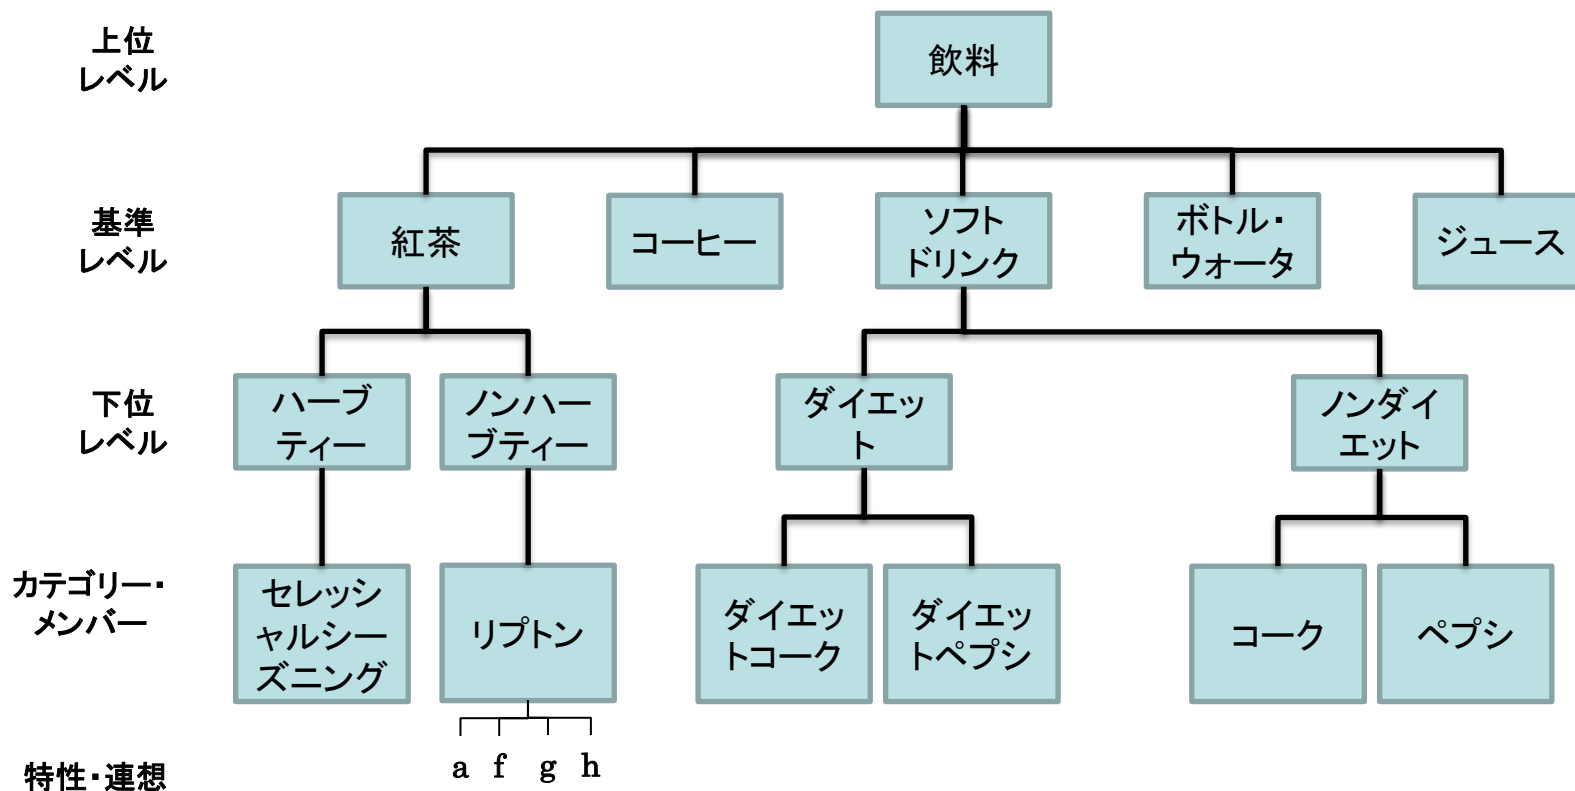 上位
レベル
飲料
基準
レベル
紅茶
コーヒー
ソフト
ドリンク
ボトル・
ウォータ
ジュース
下位
レベル
ハーブ
ティー
ノンハー
ブティー
ダイエッ
ト
ノンダイ
エット
カテゴリー・
メンバー
セレッシ
ャルシー
ズニング
リプトン
ダイエッ
トコーク
ダイエッ
トペプシ
コーク
ペプシ
特性・連想
a f g h